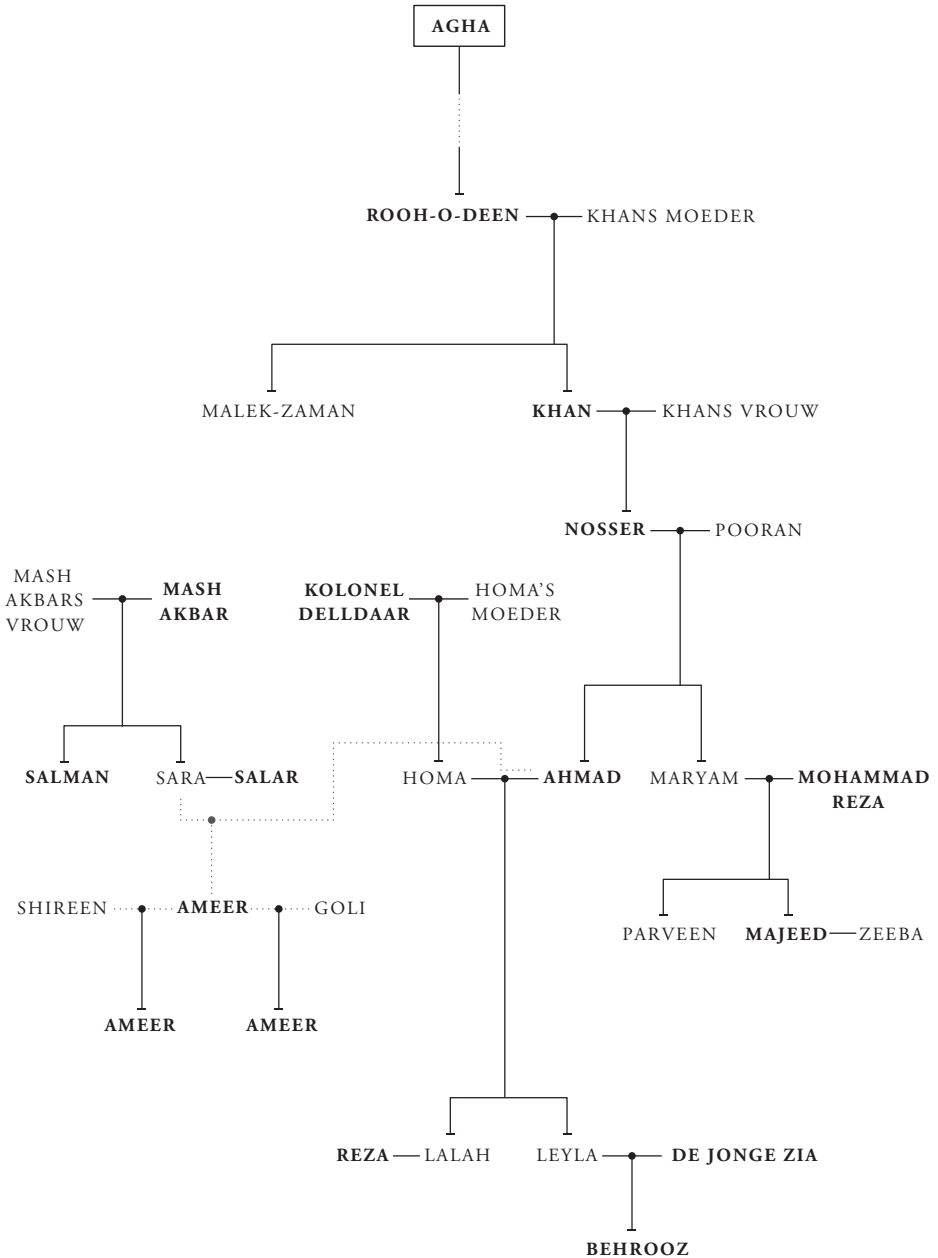 AGHA
ROOH-O-DEEN
KHANS MOEDER
MALEK-ZAMAN
KHAN
KHANS VROUW
NOSSER
POORAN
MASH
AKBARS
VROUW
MASH
AKBAR
KOLONEL
DELLDAAR
HOMA'S
MOEDER
SALMAN
SARA
SALAR
HOMA
AHMAD
MARYAM
MOHAMMAD
REZA
SHIREEN
AMEER
GOLI
PARVEEN
MAJEED
ZEEBA
AMEER
AMEER
REZA
LALAH
LEYLA
DE JONGE ZIA
BEHROOZ